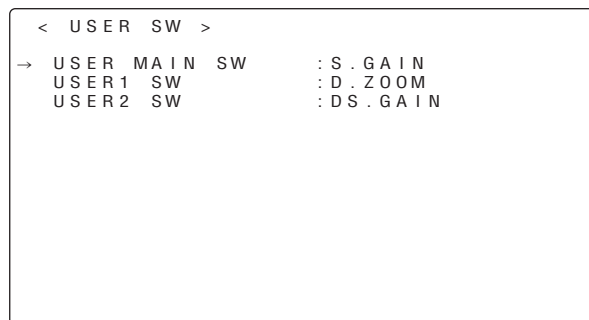 < USER SW >
→ USER MAIN SW :S.GAIN
USER1 SW :D.ZOOM
USER2 SW :DS.GAIN